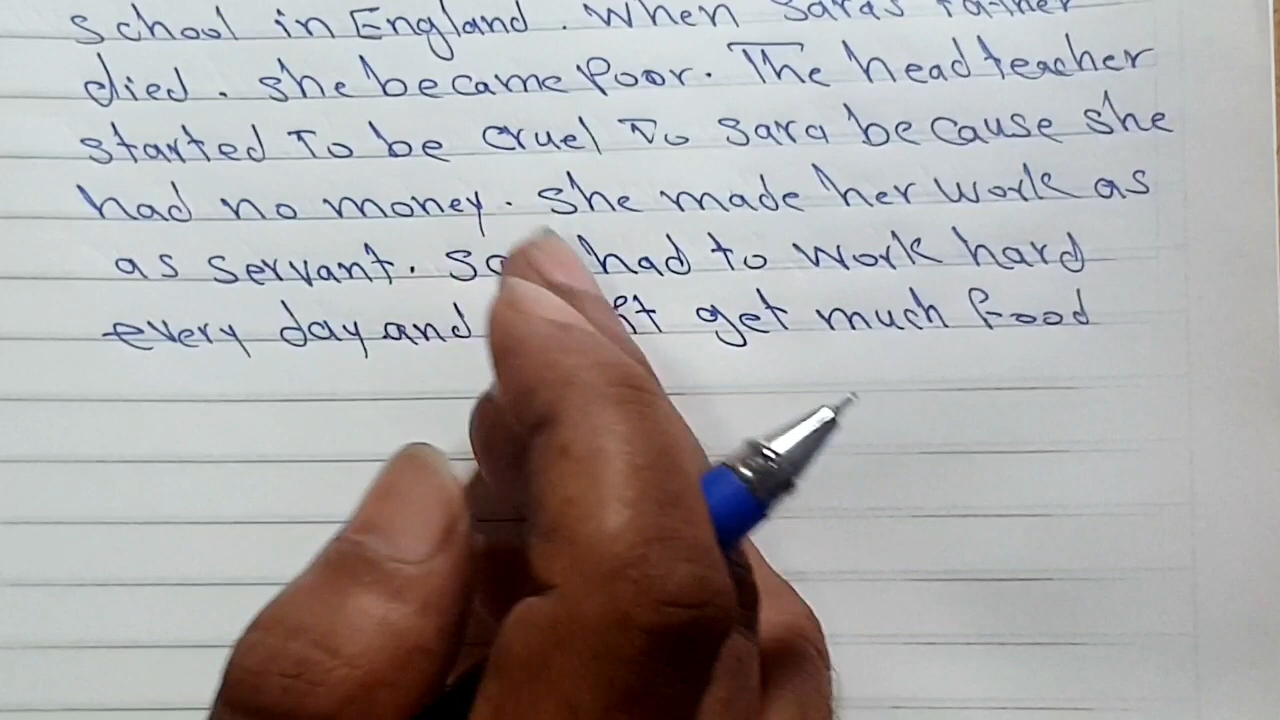 school in England. When Sara's father
died. she became poor. The head teacher
started To be cruel To sara because she
had no money. She made her work as
as servant. had to work hard
every day and get much food